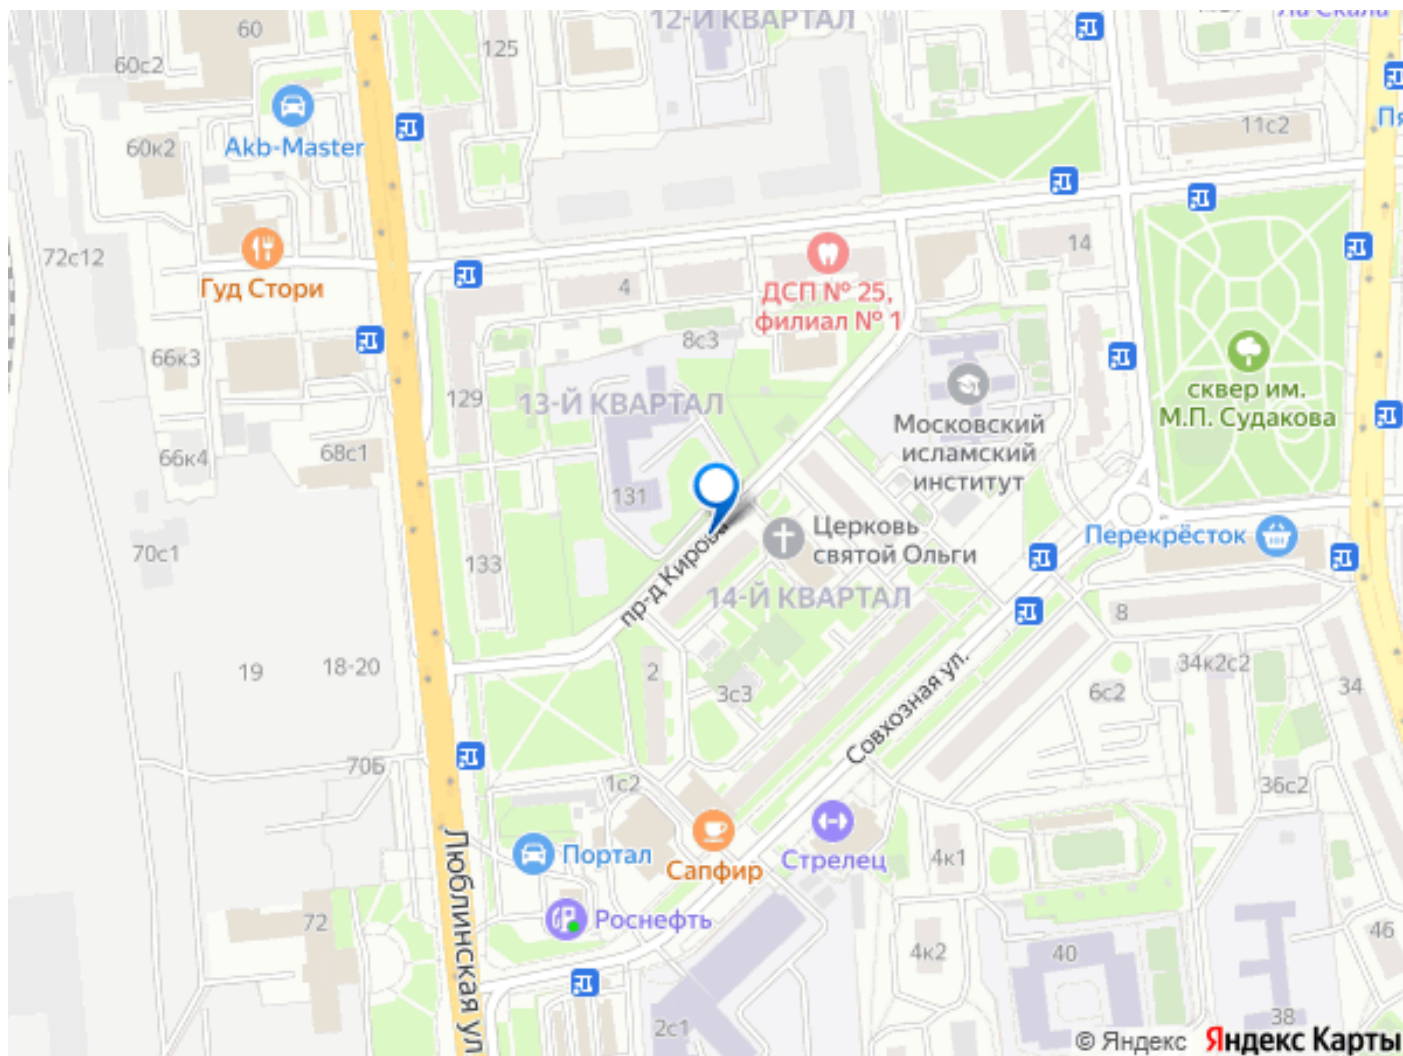 12-Й КВАРТАЛ
Ла Скала
60
60с2
125
Akb-Master
60к2
11с2
72с12
Гуд Стори
4
ДСП № 25,
филиал № 1
14
8с3
66к3
129
13-Й КВАРТАЛ
сквер им.
М.П. Судакова
Московский
исламский
институт
66к4
68с1
131
70с1
133
пр-д Кирова
Церковь
святой Ольги
Перекрёсток
14-Й КВАРТАЛ
8
19
18-20
2
3с3
Совхозная ул.
34к2с2
6с2
34
70Б
1с2
36с2
Портал
Сапфир
Стрелец
4к1
Люблинская ул
Роснефть
72
4к2
40
46
2с1
38
© Яндекс Яндекс Карты